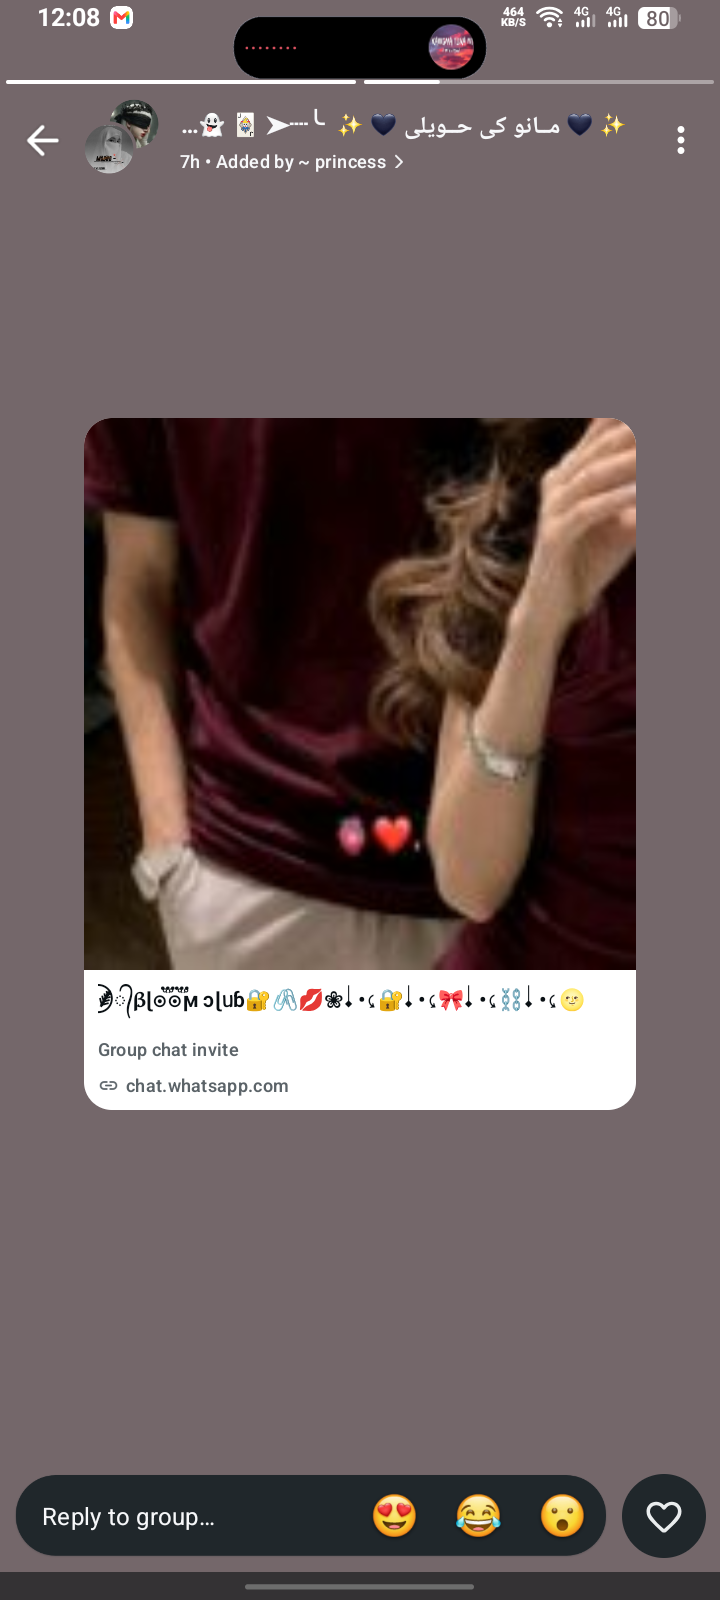 12:08
464 KB/S 4G 4G 80
✨ 🖤 مـانو کی حـویلی 🖤 ✨ ╰┈➤ 🃏 👻...
7h • Added by ~ princess >
Group chat invite
chat.whatsapp.com
Reply to group...